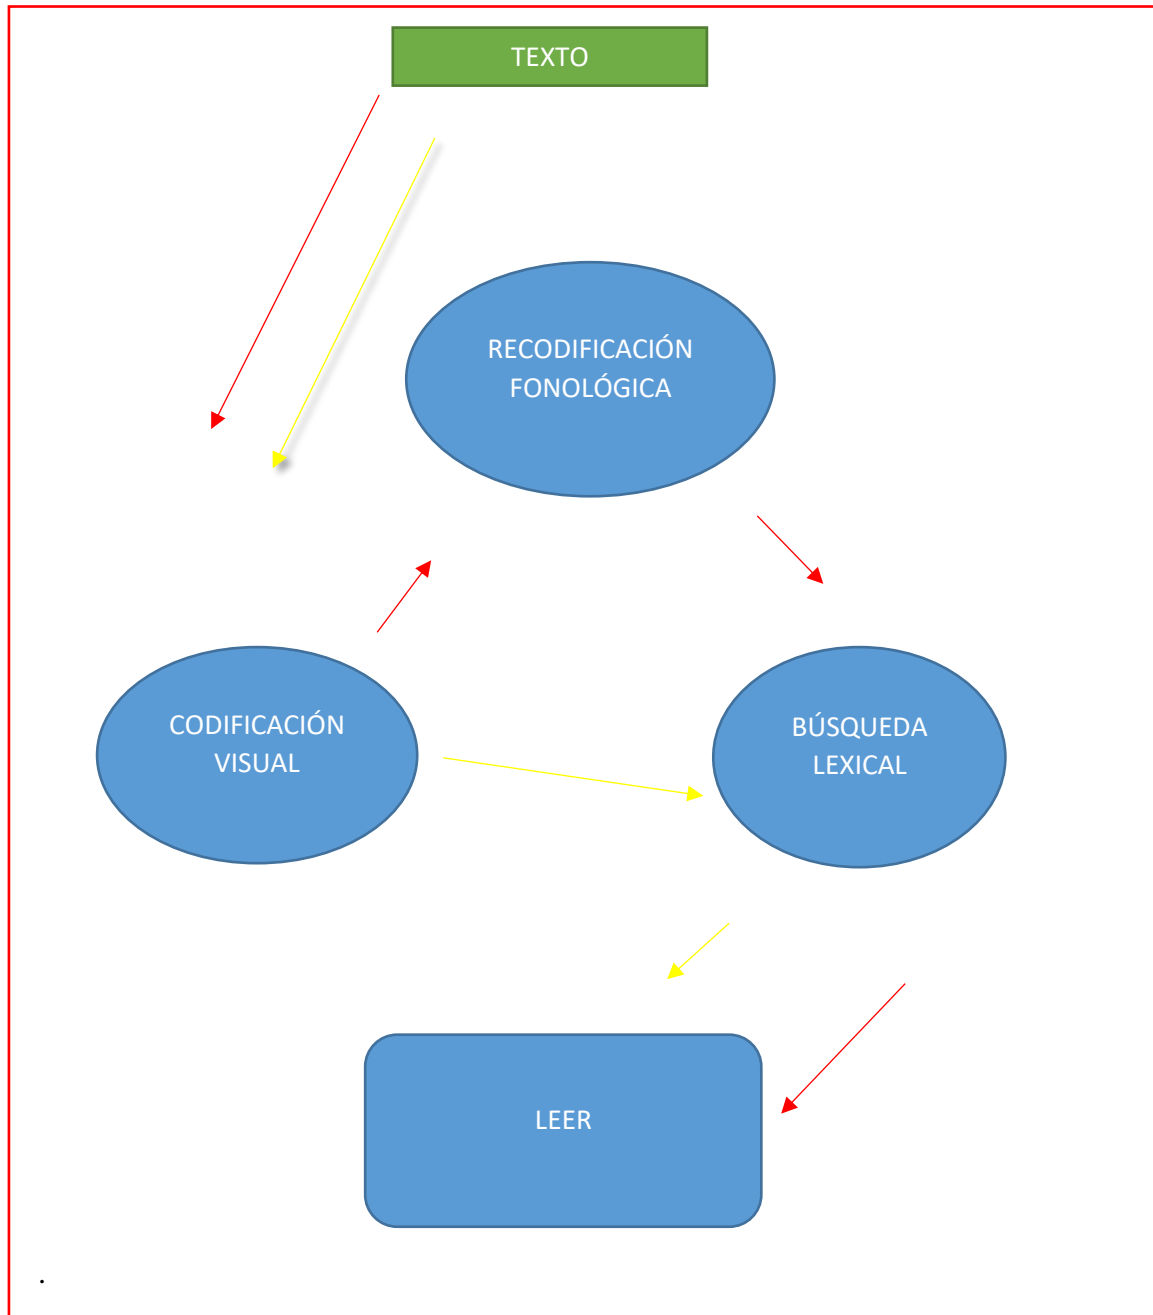 TEXTO
RECODIFICACIÓN
FONOLÓGICA
CODIFICACIÓN
VISUAL
BÚSQUEDA
LEXICAL
LEER
.